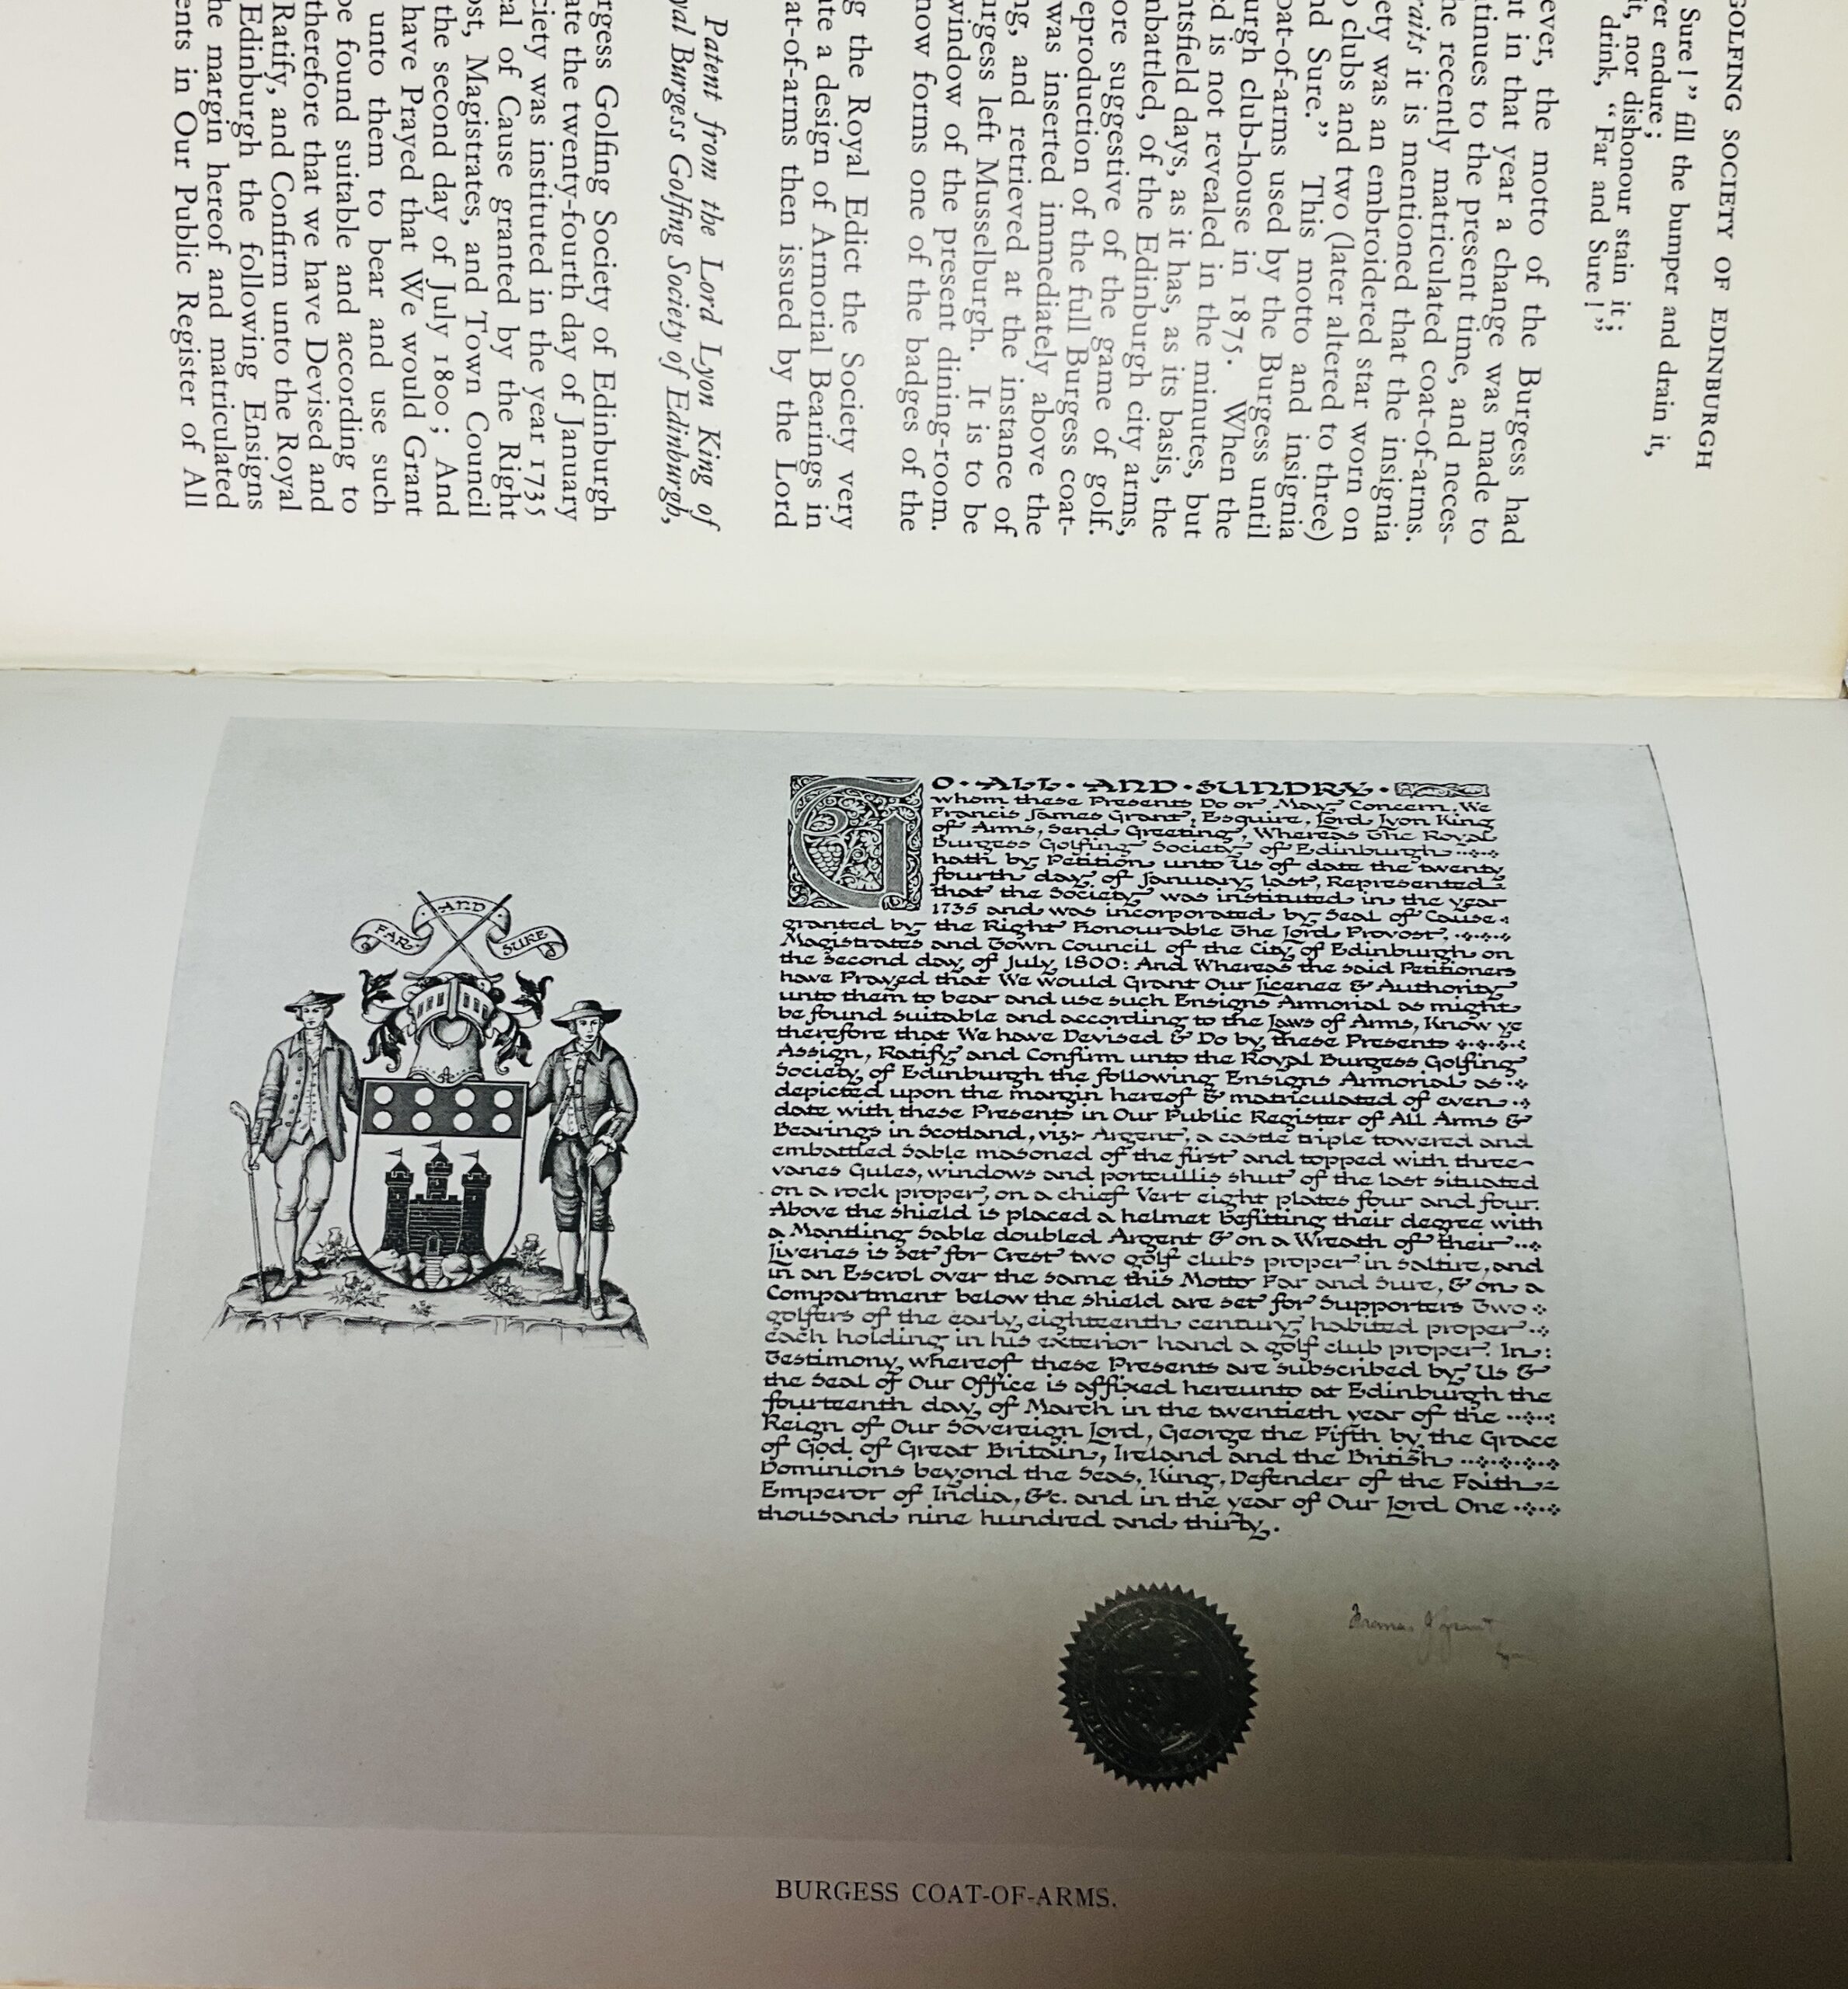 GOLFING SOCIETY OF EDINBURGH
Sure!” fill the bumper and drain it,
er endure;
it, nor dishonour stain it;
drink, “Far and Sure!”
ever, the motto of the Burgess had
t in that year a change was made to
tinues to the present time, and neces-
he recently matriculated coat-of-arms.
raits it is mentioned that the insignia
ety was an embroidered star worn on
clubs and two (later altered to three)
nd Sure.” This motto and insignia
oat-of-arms used by the Burgess until
urgh club-house in 1875. When the
ed is not revealed in the minutes, but
ntsfield days, as it has, as its basis, the
nbattled, of the Edinburgh city arms,
ore suggestive of the game of golf.
eproduction of the full Burgess coat-
was inserted immediately above the
ng, and retrieved at the instance of
urgess left Musselburgh. It is to be
window of the present dining-room.
now forms one of the badges of the
g the Royal Edict the Society very
te a design of Armorial Bearings in
at-of-arms then issued by the Lord
Patent from the Lord Lyon King of
yal Burgess Golfing Society of Edinburgh,
rgess Golfing Society of Edinburgh
ate the twenty-fourth day of January
ciety was instituted in the year 1735
al of Cause granted by the Right
ost, Magistrates, and Town Council
the second day of July 1800; And
have Prayed that We would Grant
unto them to bear and use such
be found suitable and according to
therefore that we have Devised and
Ratify, and Confirm unto the Royal
Edinburgh the following Ensigns
he margin hereof and matriculated
ents in Our Public Register of All
FAR AND SURE
TO · ALL · AND · SUNDRY ·
whom these Presents Do or May Concern, We
Francis James Grant, Esquire, Lord Lyon King
of Arms, Send Greeting, Whereas The Royal
Burgess Golfing Society of Edinburgh
hath by Petition unto Us of date the twenty
fourth day of January last, Represented
that the Society was instituted in the year
1735 and was incorporated by Seal of Cause
granted by the Right Honourable The Lord Provost,
Magistrates and Town Council of the City of Edinburgh on
the second day of July 1800: And Whereas the said Petitioners
have Prayed that We would Grant Our Licence & Authority
unto them to bear and use such Ensigns Armorial as might
be found suitable and according to the Laws of Arms, Know ye
therefore that We have Devised & Do by these Presents
Assign, Ratify and Confirm unto the Royal Burgess Golfing
Society of Edinburgh the following Ensigns Armorial as
depicted upon the margin hereof & matriculated of even
date with these Presents in Our Public Register of All Arms &
Bearings in Scotland, viz:- Argent, a castle triple towered and
embattled Sable masoned of the first and topped with three
vanes Gules, windows and portcullis shut of the last situated
on a rock proper, on a chief Vert eight plates four and four.
Above the shield is placed a helmet befitting their degree with
a Mantling Sable doubled Argent & on a Wreath of their
Liveries is set for Crest two golf clubs proper in saltire, and
in an Escrol over the same this Motto Far and Sure, & on a
Compartment below the shield are set for Supporters Two
golfers of the early eighteenth century habited proper
each holding in his exterior hand a golf club proper. In
Testimony whereof these Presents are subscribed by Us &
the Seal of Our Office is affixed hereunto at Edinburgh the
fourteenth day of March in the twentieth year of the
Reign of Our Sovereign Lord, George the Fifth by the Grace
of God, of Great Britain, Ireland and the British
Dominions beyond the Seas, King, Defender of the Faith
Emperor of India, &c. and in the year of Our Lord One
thousand nine hundred and thirty.
Francis J Grant
Lyon
BURGESS COAT-OF-ARMS.